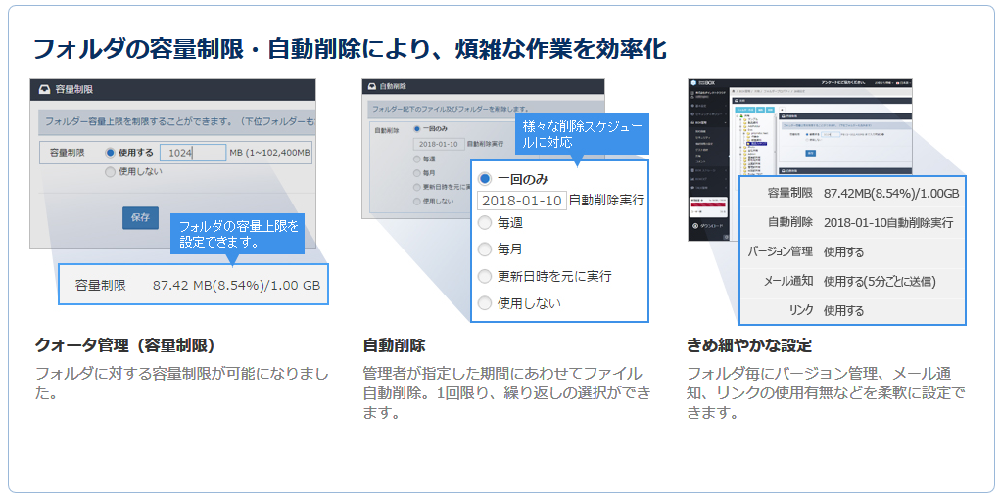 フォルダの容量制限・自動削除により、煩雑な作業を効率化
容量制限
フォルダー容量上限を制限することができます。（下位フォルダーも
容量制限
使用する
1024
MB (1~102,400MB
使用しない
保存
フォルダの容量上限を
設定できます。
容量制限 87.42 MB(8.54%)/1.00 GB
クォータ管理（容量制限）
フォルダに対する容量制限が可能になりまし
た。
自動削除
フォルダー配下のファイル及びフォルダーを削除します。
自動削除
一回のみ
2018-01-10 自動削除実行
毎週
毎月
更新日時を元に実
使用しない
様々な削除スケジュー
ルに対応
一回のみ
2018-01-10 自動削除実行
毎週
毎月
更新日時を元に実行
使用しない
自動削除
管理者が指定した期間にあわせてファイル
自動削除。1回限り、繰り返しの選択ができ
ます。
容量制限 87.42MB(8.54%)/1.00GB
自動削除 2018-01-10自動削除実行
バージョン管理 使用する
メール通知 使用する(5分ごとに送信)
リンク 使用する
きめ細やかな設定
フォルダ毎にバージョン管理、メール通
知、リンクの使用有無などを柔軟に設定で
きます。